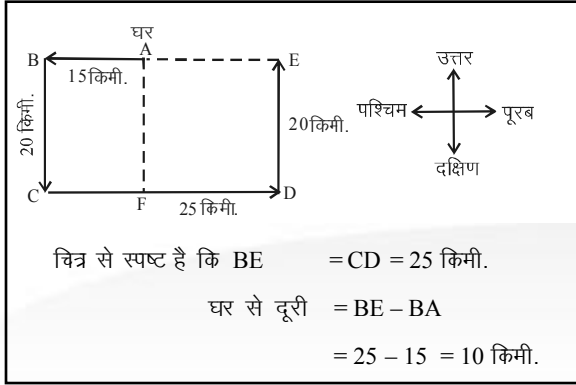 घर
B A E
15किमी.
20 किमी.
20किमी.
C F D
25 किमी.
उत्तर
पश्चिम पूरब
दक्षिण
चित्र से स्पष्ट है कि BE = CD = 25 किमी.
घर से दूरी = BE – BA
= 25 – 15 = 10 किमी.